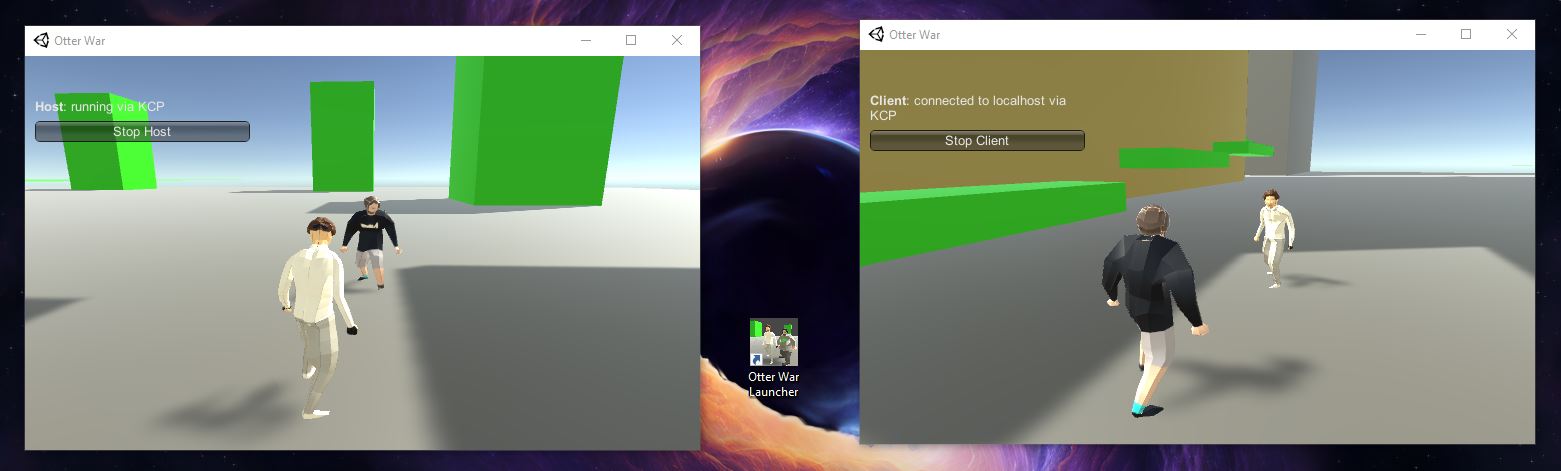 Otter War
Host: running via KCP
Stop Host
Otter War
Launcher
Otter War
Client: connected to localhost via
KCP
Stop Client